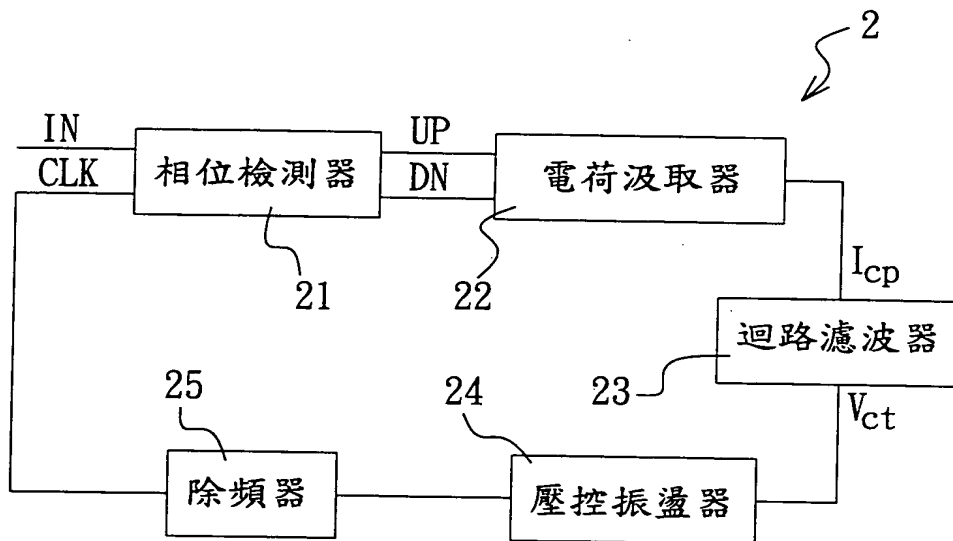 2
IN
UP
CLK
相位檢測器
DN
電荷汲取器
21
22
Icp
迴路濾波器
23
Vct
25
24
除頻器
壓控振盪器